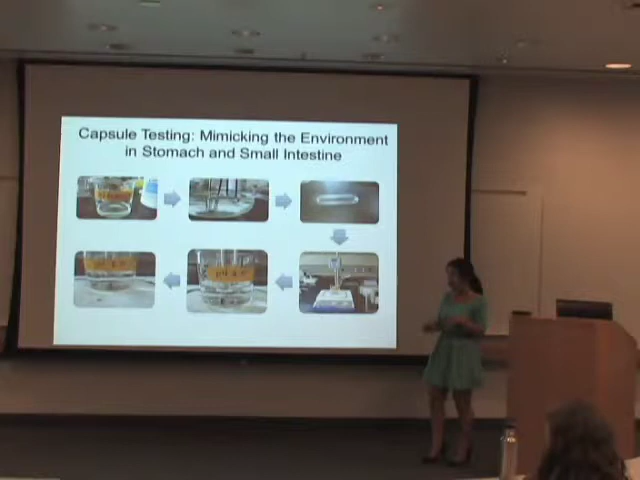 Capsule Testing: Mimicking the Environment
in Stomach and Small Intestine